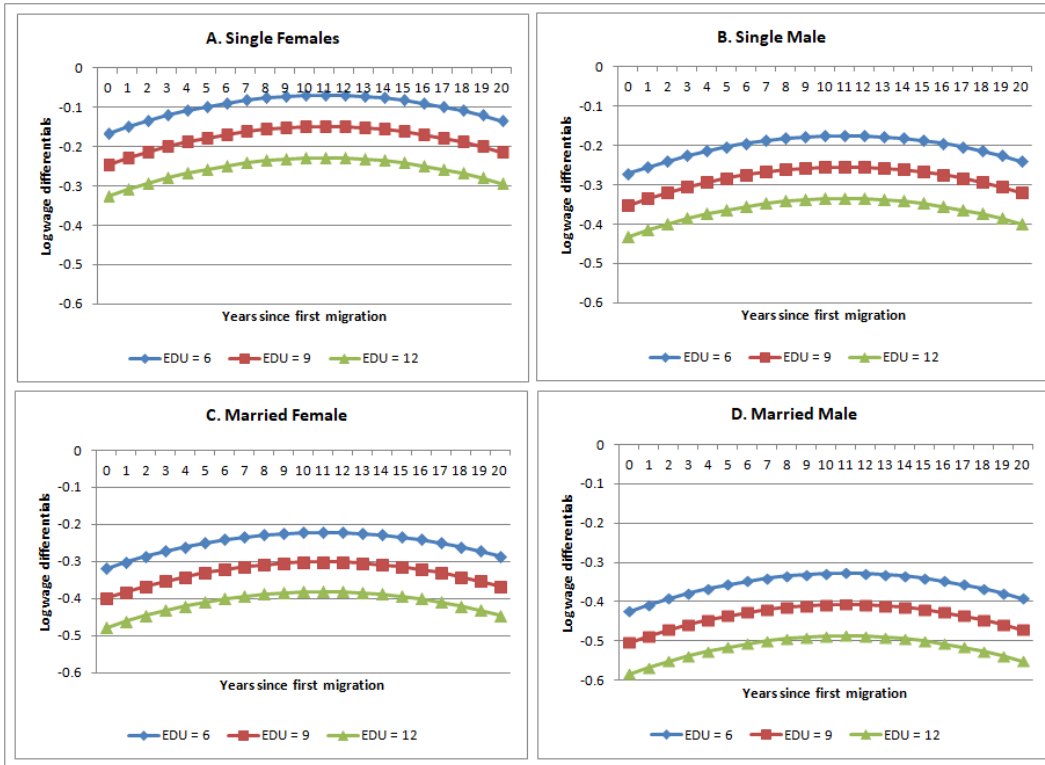 A. Single Females
Logwage differentials
0
-0.1
-0.2
-0.3
-0.4
-0.5
-0.6
0 1 2 3 4 5 6 7 8 9 10 11 12 13 14 15 16 17 18 19 20
Years since first migration
EDU = 6 EDU = 9 EDU = 12
B. Single Male
Logwage differentials
0
-0.1
-0.2
-0.3
-0.4
-0.5
-0.6
0 1 2 3 4 5 6 7 8 9 10 11 12 13 14 15 16 17 18 19 20
Years since first migration
EDU = 6 EDU = 9 EDU = 12
C. Married Female
Logwage differentials
0
-0.1
-0.2
-0.3
-0.4
-0.5
-0.6
0 1 2 3 4 5 6 7 8 9 10 11 12 13 14 15 16 17 18 19 20
Years since first migration
EDU = 6 EDU = 9 EDU = 12
D. Married Male
Logwage differentials
0
-0.1
-0.2
-0.3
-0.4
-0.5
-0.6
0 1 2 3 4 5 6 7 8 9 10 11 12 13 14 15 16 17 18 19 20
Years since first migration
EDU = 6 EDU = 9 EDU = 12